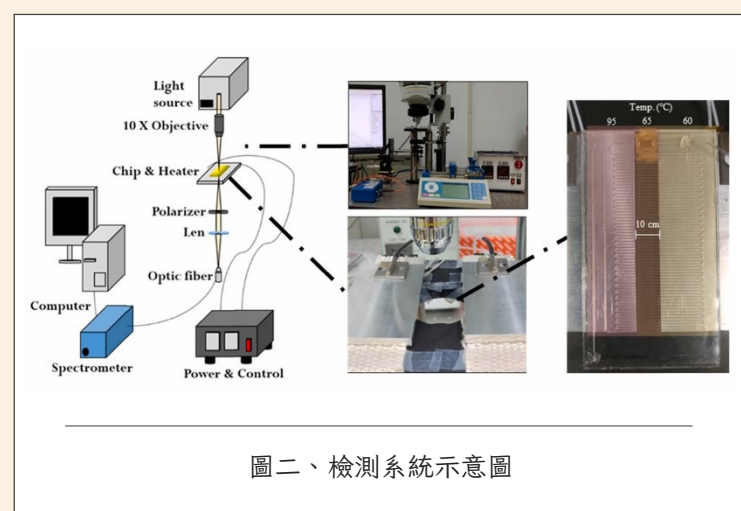 Light
source
10 X Objective
Chip & Heater
Polarizer
Len
Optic fiber
Computer
Spectrometer
Power & Control
Temp. (℃)
95 65 60
10 cm
圖二、檢測系統示意圖